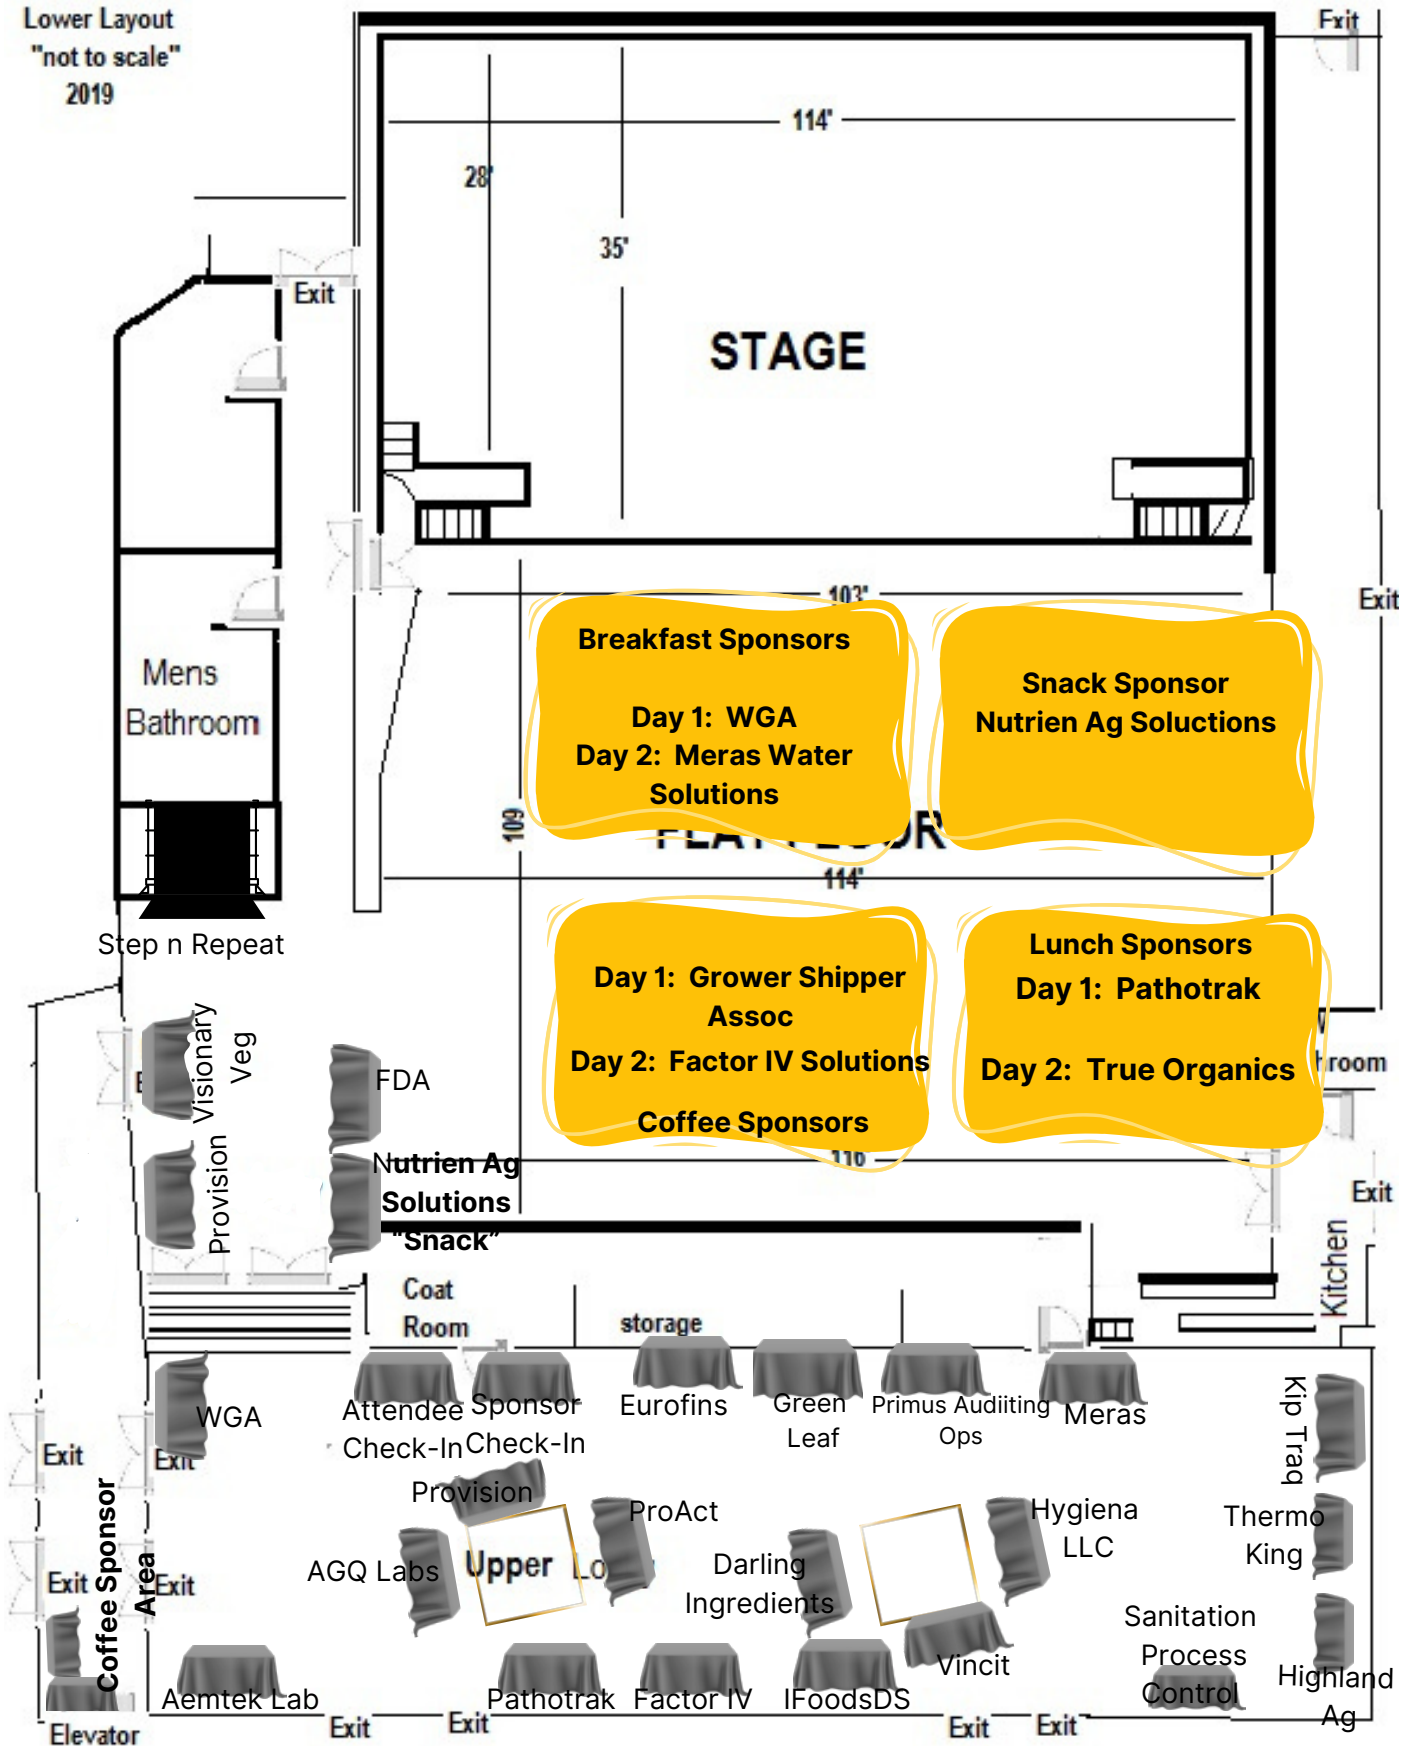 Lower Layout
"not to scale"
2019
Exit
114'
28'
35'
Exit
STAGE
103'
Exit
Breakfast Sponsors
Day 1: WGA
Day 2: Meras Water
Solutions
Snack Sponsor
Nutrien Ag Soluctions
Mens
Bathroom
109
114'
Step n Repeat
Day 1: Grower Shipper
Assoc
Day 2: Factor IV Solutions
Coffee Sponsors
Lunch Sponsors
Day 1: Pathotrak
Day 2: True Organics
Visionary
Veg
FDA
116
Exit
Provision
Nutrien Ag
Solutions
“Snack”
Kitchen
Coat
Room
storage
WGA
Attendee
Check-In
Sponsor
Check-In
Eurofins
Green
Leaf
Primus Audiiting
Ops
Meras
Kip Traq
Exit
Exit
Provision
ProAct
Hygiena
LLC
Thermo
King
AGQ Labs
Upper
Darling
Ingredients
Exit
Exit
Coffee Sponsor
Area
Sanitation
Process
Control
Highland
Ag
Vincit
Aemtek Lab
Pathotrak
Factor IV
IFoodsDS
Elevator
Exit
Exit
Exit
Exit